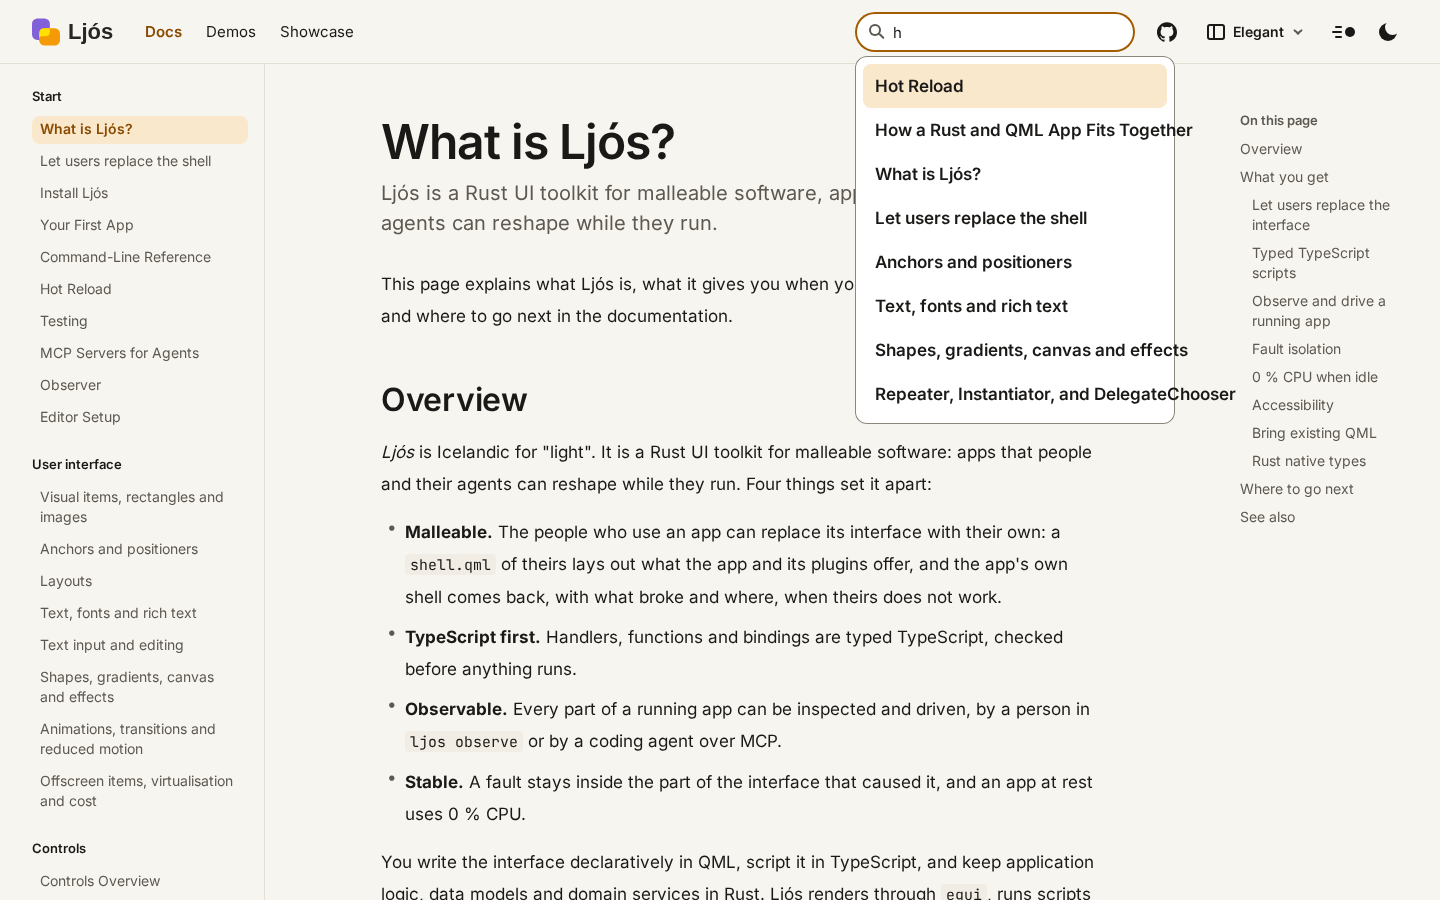 Ljós
Docs
Demos
Showcase
h
Elegant
Hot Reload
How a Rust and QML App Fits Together
What is Ljós?
Let users replace the shell
Anchors and positioners
Text, fonts and rich text
Shapes, gradients, canvas and effects
Repeater, Instantiator, and DelegateChooser
Start
What is Ljós?
Let users replace the shell
Install Ljós
Your First App
Command-Line Reference
Hot Reload
Testing
MCP Servers for Agents
Observer
Editor Setup
User interface
Visual items, rectangles and
images
Anchors and positioners
Layouts
Text, fonts and rich text
Text input and editing
Shapes, gradients, canvas
and effects
Animations, transitions and
reduced motion
Offscreen items, virtualisation
and cost
Controls
Controls Overview
What is Ljós?
Ljós is a Rust UI toolkit for malleable software,
agents can reshape while they run.
This page explains what Ljós is, what it gives you when
and where to go next in the documentation.
Overview
Ljós is Icelandic for "light". It is a Rust UI toolkit for malleable software: apps that people
and their agents can reshape while they run. Four things set it apart:
• Malleable. The people who use an app can replace its interface with their own: a
shell.qml of theirs lays out what the app and its plugins offer, and the app's own
shell comes back, with what broke and where, when theirs does not work.
• TypeScript first. Handlers, functions and bindings are typed TypeScript, checked
before anything runs.
• Observable. Every part of a running app can be inspected and driven, by a person in
ljos observe or by a coding agent over MCP.
• Stable. A fault stays inside the part of the interface that caused it, and an app at rest
uses 0 % CPU.
You write the interface declaratively in QML, script it in TypeScript, and keep application
logic, data models and domain services in Rust. Ljós renders through egui, runs scripts
On this page
Overview
What you get
Let users replace the
interface
Typed TypeScript
scripts
Observe and drive a
running app
Fault isolation
0 % CPU when idle
Accessibility
Bring existing QML
Rust native types
Where to go next
See also